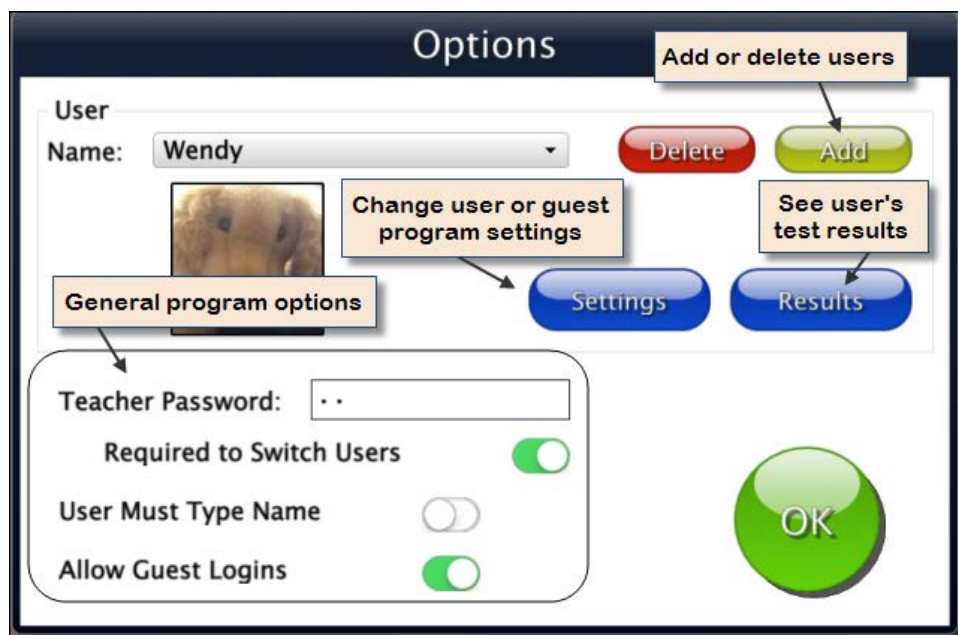 Options
Add or delete users
User
Name: Wendy Delete Add
Change user or guest
program settings
See user's
test results
Settings Results
General program options
Teacher Password: ··
Required to Switch Users
User Must Type Name
Allow Guest Logins
OK